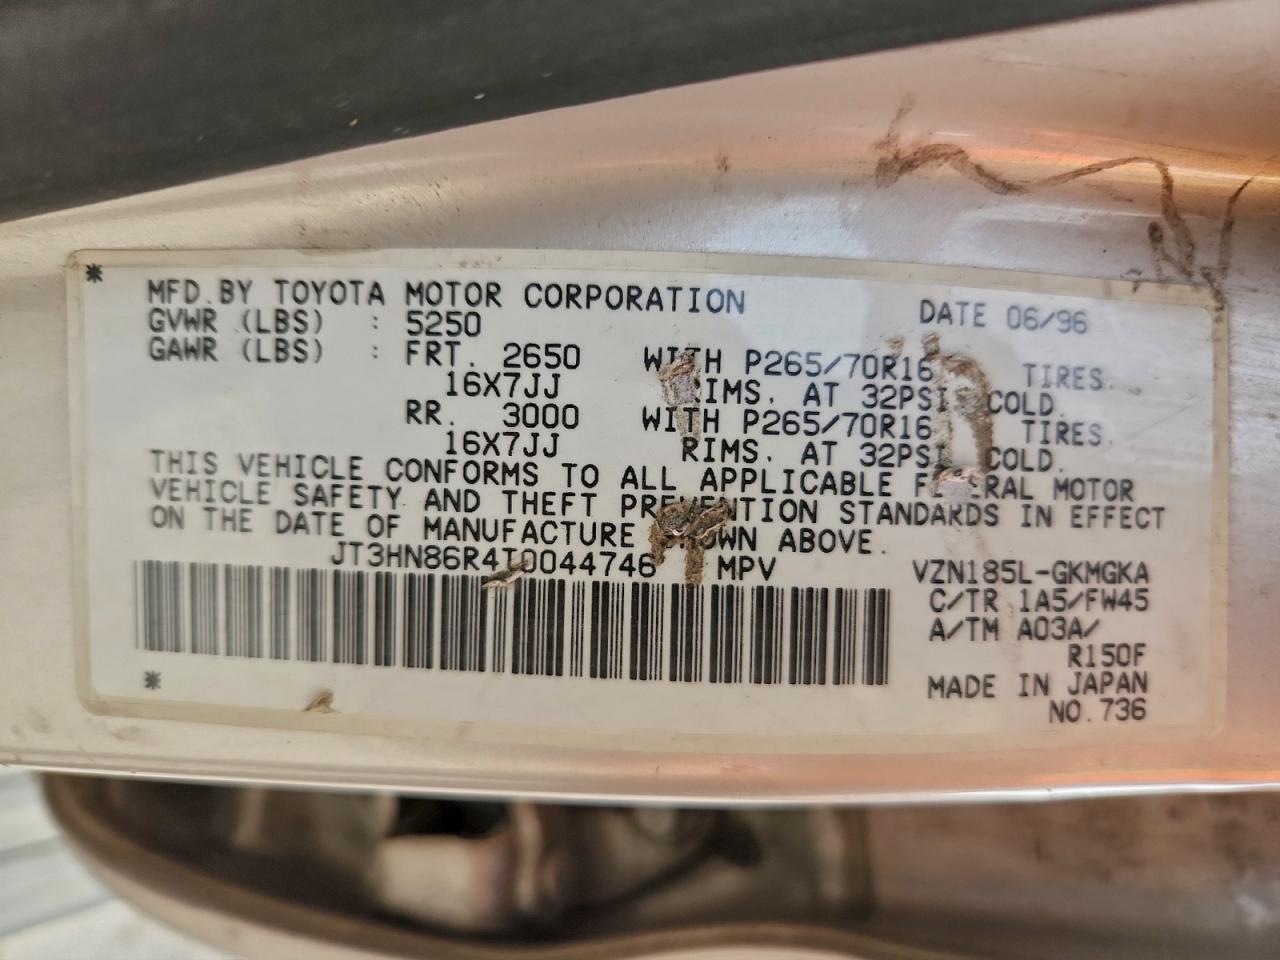 *
MFD. BY TOYOTA MOTOR CORPORATION DATE 06/96
GVWR (LBS) : 5250
GAWR (LBS) : FRT. 2650 WITH P265/70R16 TIRES.
16X7JJ RIMS. AT 32PSI COLD.
RR. 3000 WITH P265/70R16 TIRES.
16X7JJ RIMS. AT 32PSI COLD.
THIS VEHICLE CONFORMS TO ALL APPLICABLE FEDERAL MOTOR
VEHICLE SAFETY AND THEFT PREVENTION STANDARDS IN EFFECT
ON THE DATE OF MANUFACTURE SHOWN ABOVE.
JT3HN86R4T0044746 MPV VZN185L-GKMGKA
C/TR 1A5/FW45
A/TM A03A/
R150F
* MADE IN JAPAN
NO. 736